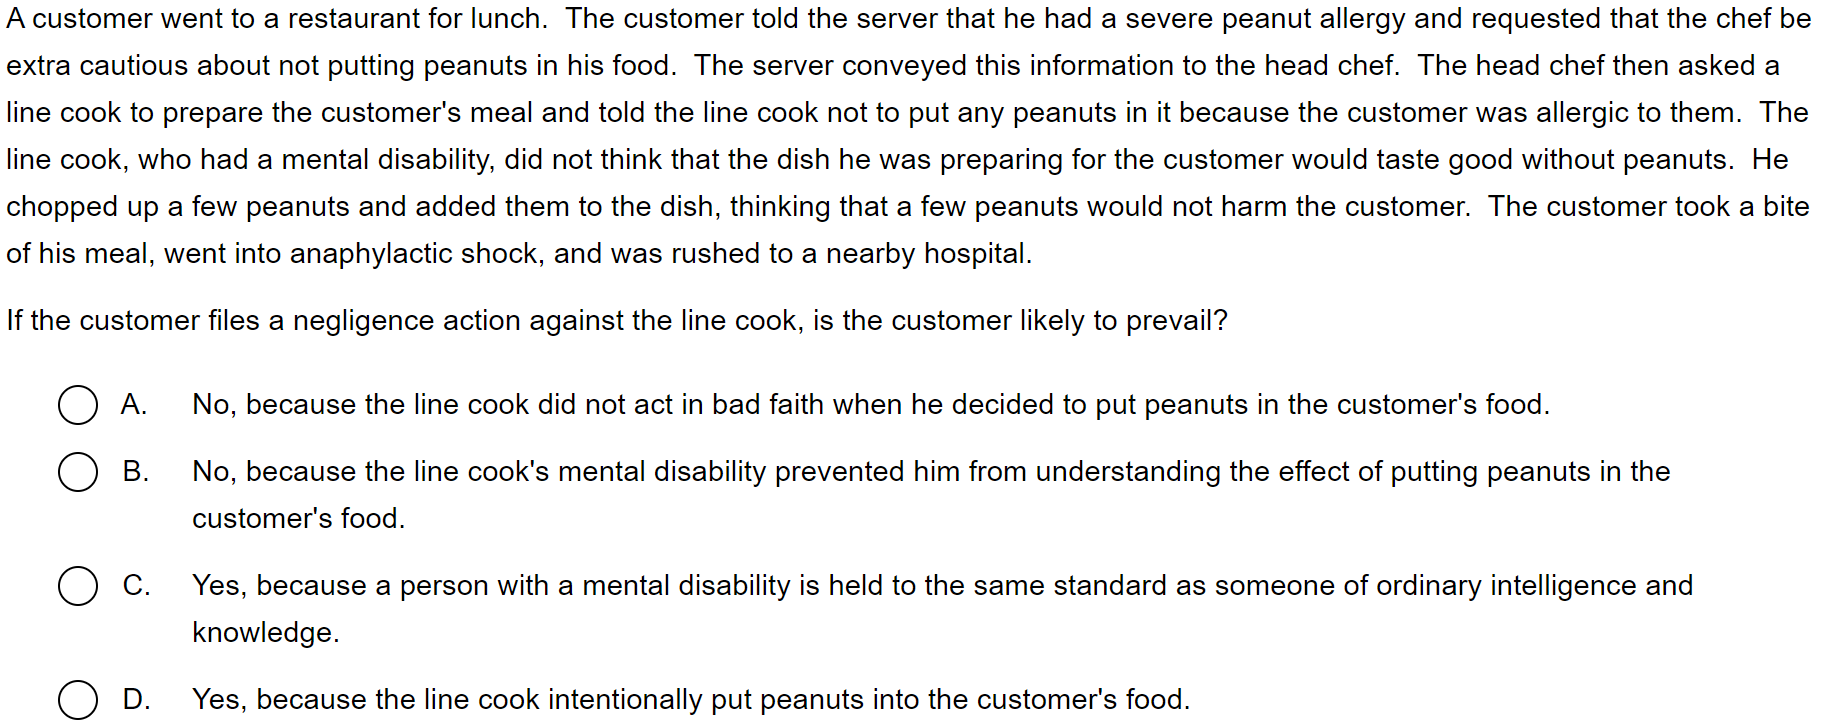 A customer went to a restaurant for lunch.  The customer told the server that he had a severe peanut allergy and requested that the chef be
extra cautious about not putting peanuts in his food.  The server conveyed this information to the head chef.  The head chef then asked a
line cook to prepare the customer's meal and told the line cook not to put any peanuts in it because the customer was allergic to them.  The
line cook, who had a mental disability, did not think that the dish he was preparing for the customer would taste good without peanuts.  He
chopped up a few peanuts and added them to the dish, thinking that a few peanuts would not harm the customer.  The customer took a bite
of his meal, went into anaphylactic shock, and was rushed to a nearby hospital.
If the customer files a negligence action against the line cook, is the customer likely to prevail?
A. No, because the line cook did not act in bad faith when he decided to put peanuts in the customer's food.
B. No, because the line cook's mental disability prevented him from understanding the effect of putting peanuts in the
customer's food.
C. Yes, because a person with a mental disability is held to the same standard as someone of ordinary intelligence and
knowledge.
D. Yes, because the line cook intentionally put peanuts into the customer's food.